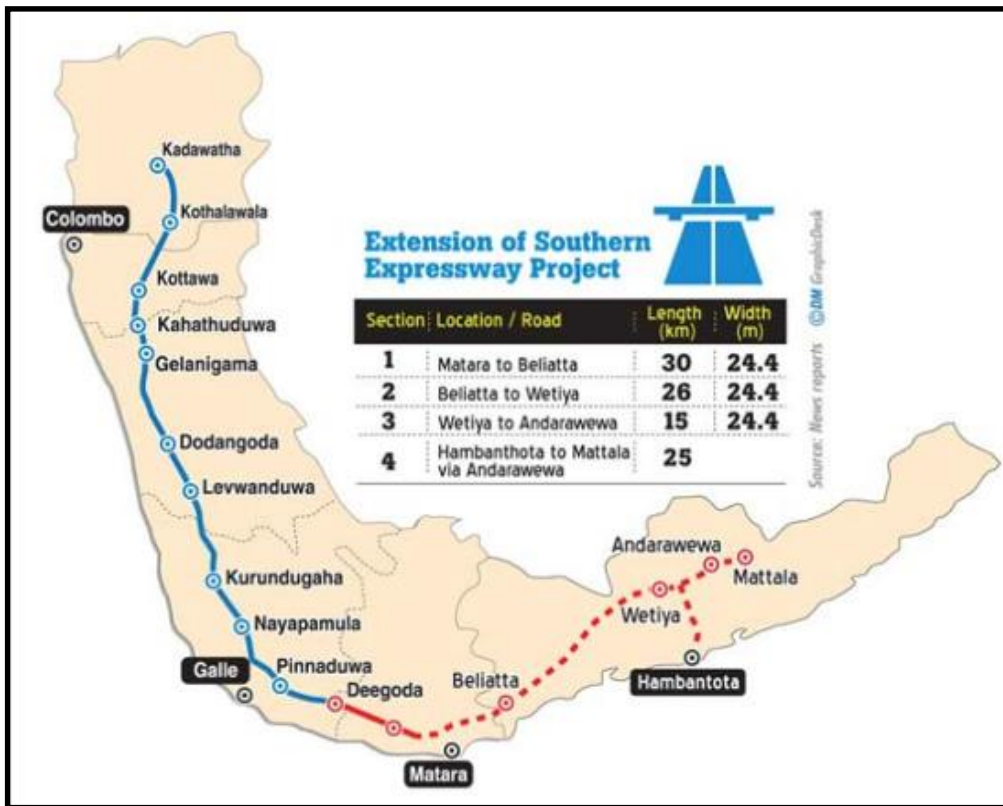 Kadawatha
Colombo
Kothalawala
Kottawa
Kahathuduwa
Gelanigama
Dodangoda
Levwanduwa
Kurundugaha
Nayapamula
Galle
Pinnaduwa
Deegoda
Matara
Beliatta
Wetiya
Andarawewa
Mattala
Hambantota
Extension of Southern
Expressway Project
Section Location / Road Length (km) Width (m)
1 Matara to Beliatta 30 24.4
2 Beliatta to Wetiya 26 24.4
3 Wetiya to Andarawewa 15 24.4
4 Hambanthota to Mattala via Andarawewa 25
Source: News reports ©DM GraphicDesk